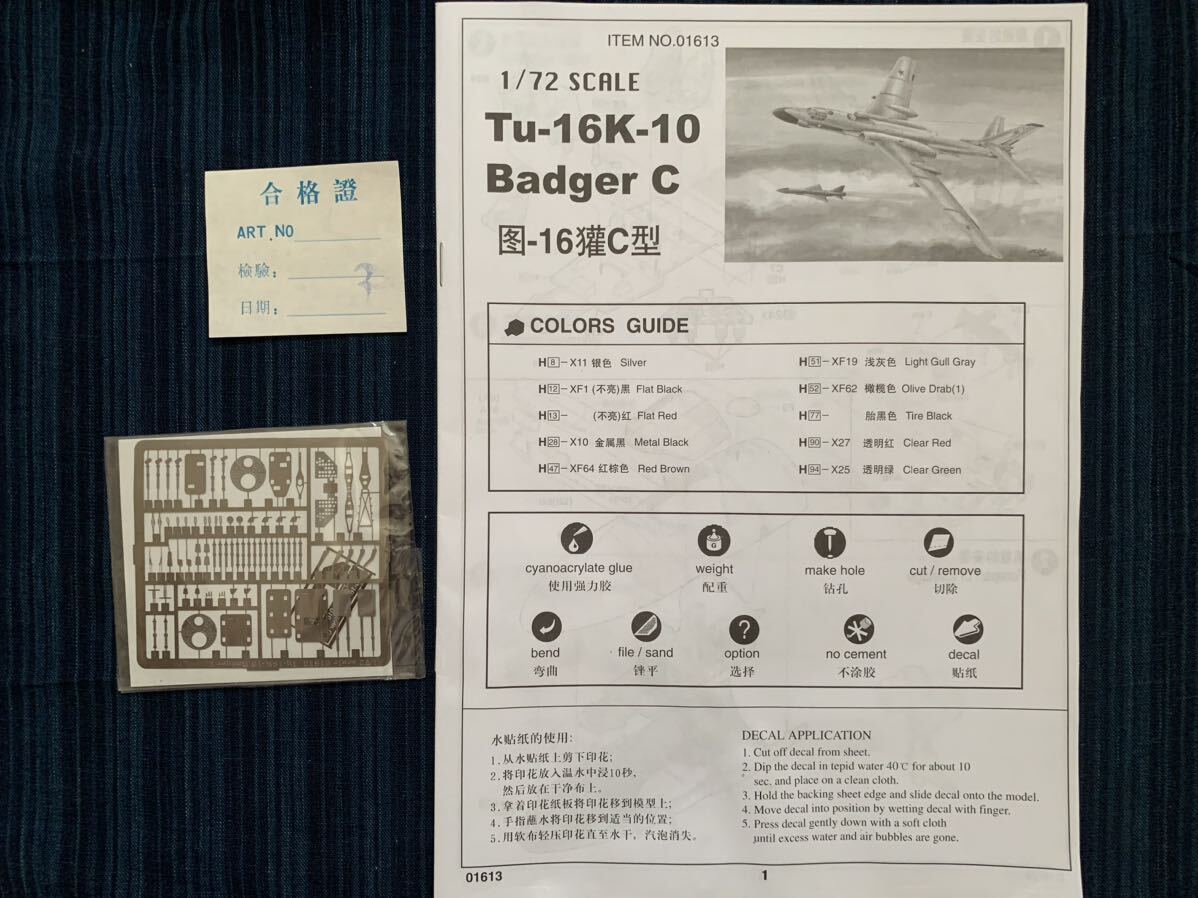 合格證
ART.NO
檢驗:
日期:
ITEM NO.01613
1/72 SCALE
Tu-16K-10
Badger C
图-16獾C型
COLORS GUIDE
H8-X11 银色 Silver
H12-XF1 (不亮)黑 Flat Black
H13- (不亮)红 Flat Red
H28-X10 金属黑 Metal Black
H47-XF64 红棕色 Red Brown
H51-XF19 浅灰色 Light Gull Gray
H52-XF62 橄榄色 Olive Drab(1)
H77- 胎黑色 Tire Black
H90-X27 透明红 Clear Red
H94-X25 透明绿 Clear Green
cyanoacrylate glue
使用强力胶
G
weight
配重
make hole
钻孔
cut / remove
切除
bend
弯曲
file / sand
锉平
?
option
选择
no cement
不涂胶
decal
贴纸
水贴纸的使用:
1.从水贴纸上剪下印花;
2.将印花放入温水中浸10秒,
然后放在干净布上。
3.拿着印花纸板将印花移到模型上;
4.手指蘸水将印花移到适当的位置;
5.用软布轻压印花直至水干，汽泡消失。
DECAL APPLICATION
1. Cut off decal from sheet.
2. Dip the decal in tepid water 40℃ for about 10
sec, and place on a clean cloth.
3. Hold the backing sheet edge and slide decal onto the model.
4. Move decal into position by wetting decal with finger.
5. Press decal gently down with a soft cloth
until excess water and air bubbles are gone.
01613
1